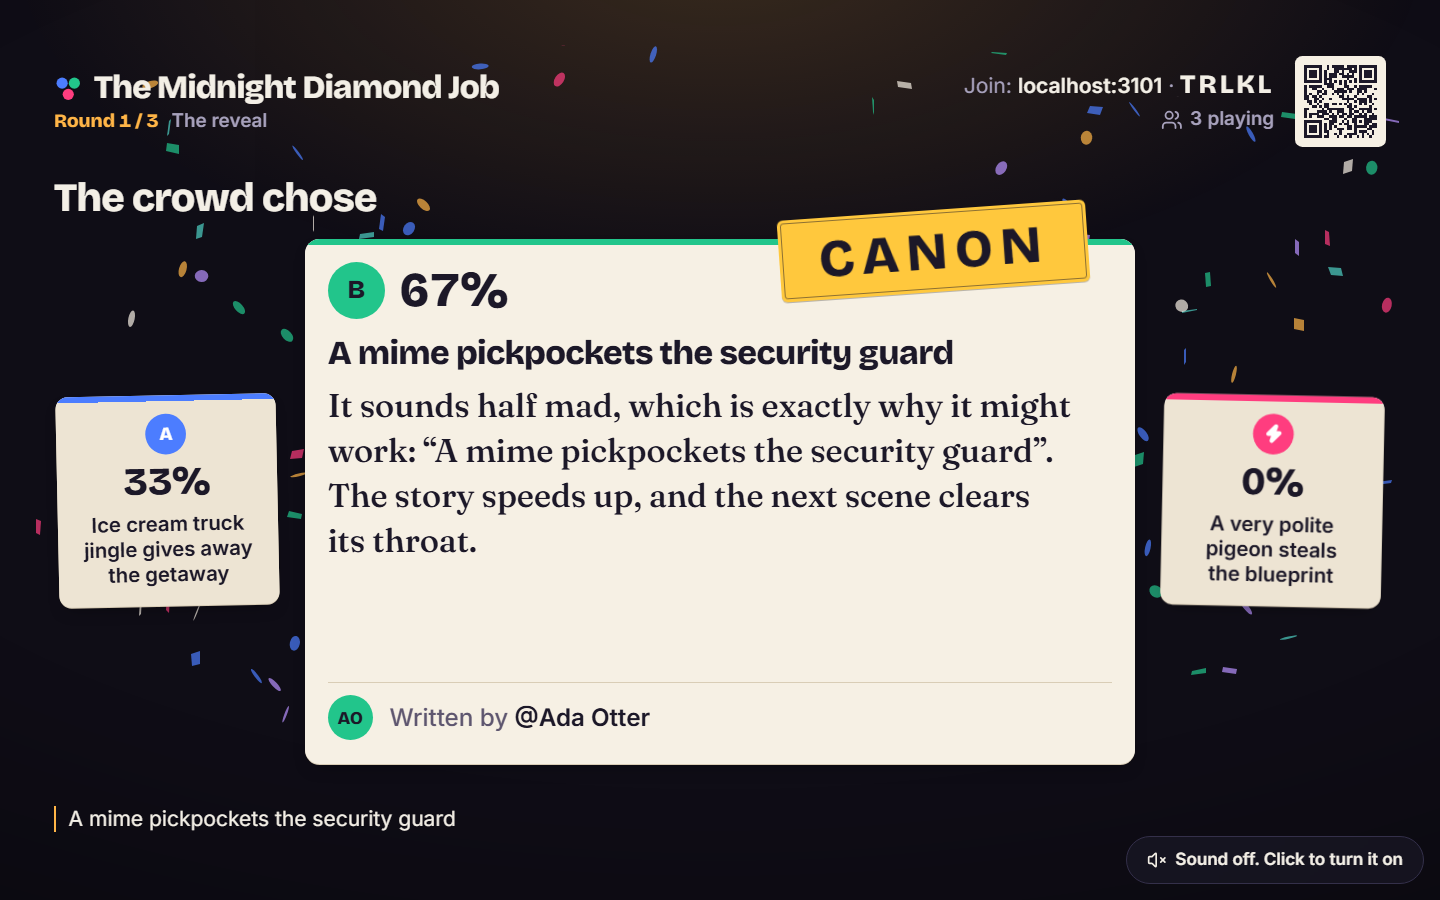 The Midnight Diamond Job
Round 1 / 3 The reveal
Join: localhost:3101 · TRLKL
3 playing
The crowd chose
CANON
B 67%
A mime pickpockets the security guard
It sounds half mad, which is exactly why it might
work: “A mime pickpockets the security guard”.
The story speeds up, and the next scene clears
its throat.
AO Written by @Ada Otter
A
33%
Ice cream truck
jingle gives away
the getaway
0%
A very polite
pigeon steals
the blueprint
A mime pickpockets the security guard
Sound off. Click to turn it on